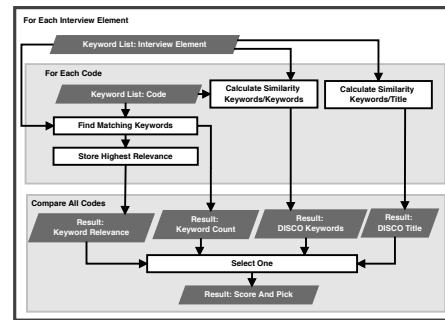 For Each Interview Element
Keyword List: Interview Element
For Each Code
Keyword List: Code
Calculate Similarity
Keywords/Keywords
Calculate Similarity
Keywords/Title
Find Matching Keywords
Store Highest Relevance
Compare All Codes
Result:
Keyword Relevance
Result:
Keyword Count
Result:
DISCO Keywords
Result:
DISCO Title
Select One
Result: Score And Pick